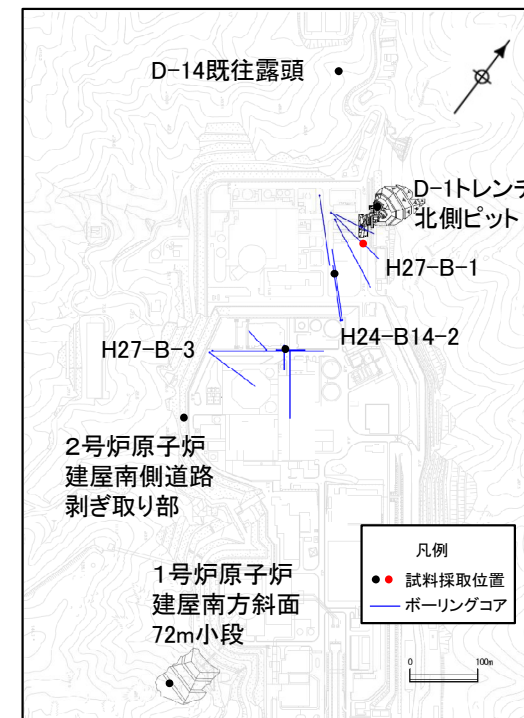 D-14既往露頭
D-1トレンチ
北側ピット
H27-B-1
H24-B14-2
H27-B-3
2号炉原子炉
建屋南側道路
剥ぎ取り部
1号炉原子炉
建屋南方斜面
72m小段
凡例
試料採取位置
ボーリングコア
0 100m